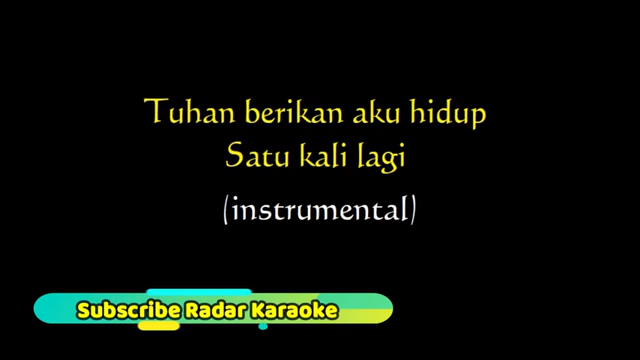 Tuhan berikan aku hidup
Satu kali lagi
(instrumental)
Subscribe Radar Karaoke